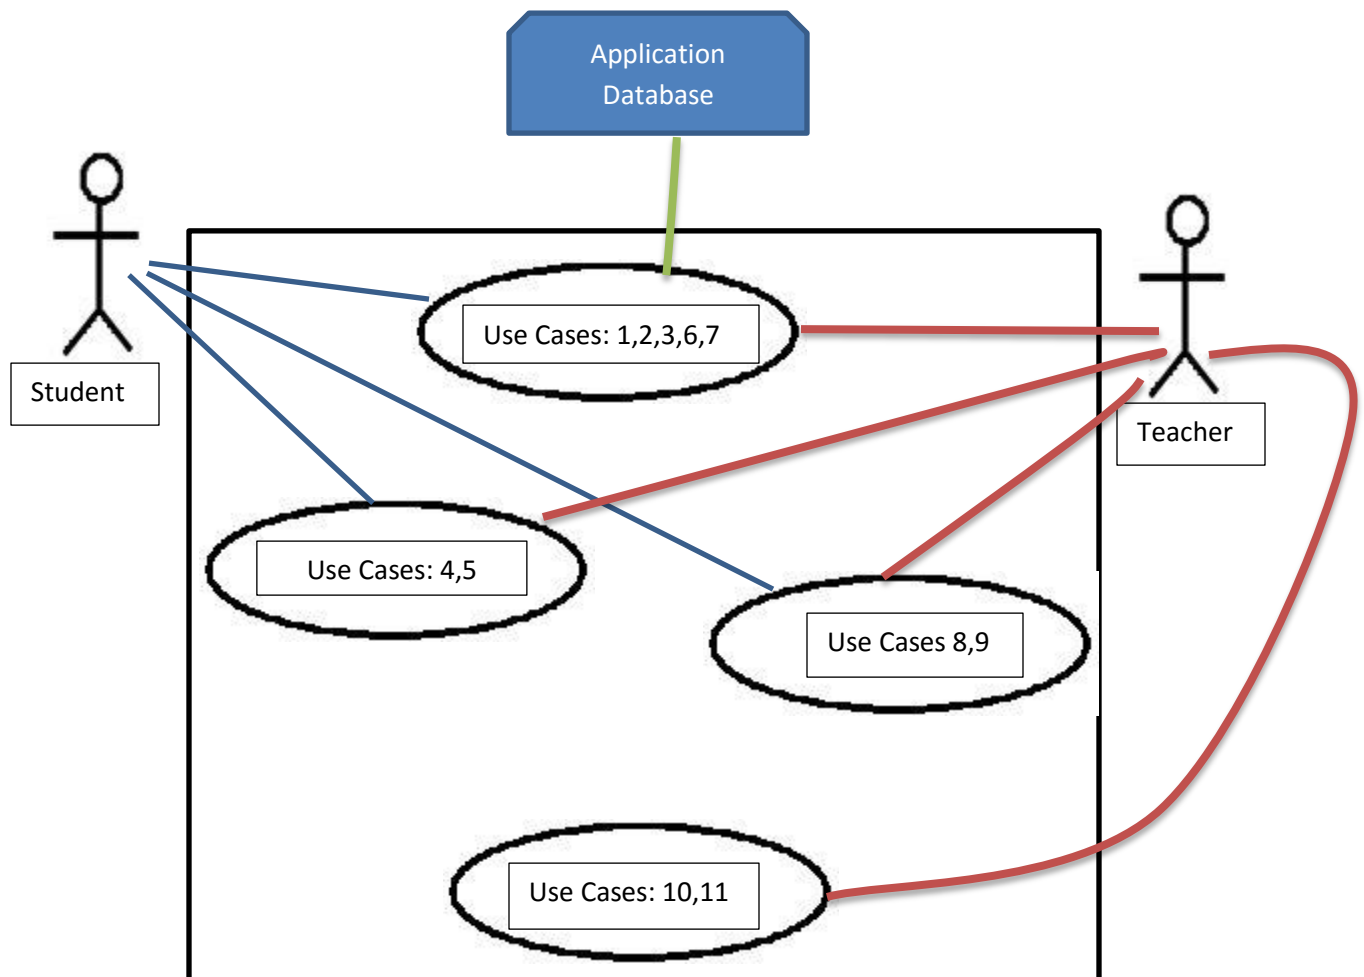 Application
Database
Use Cases: 1,2,3,6,7
Student
Teacher
Use Cases: 4,5
Use Cases 8,9
Use Cases: 10,11